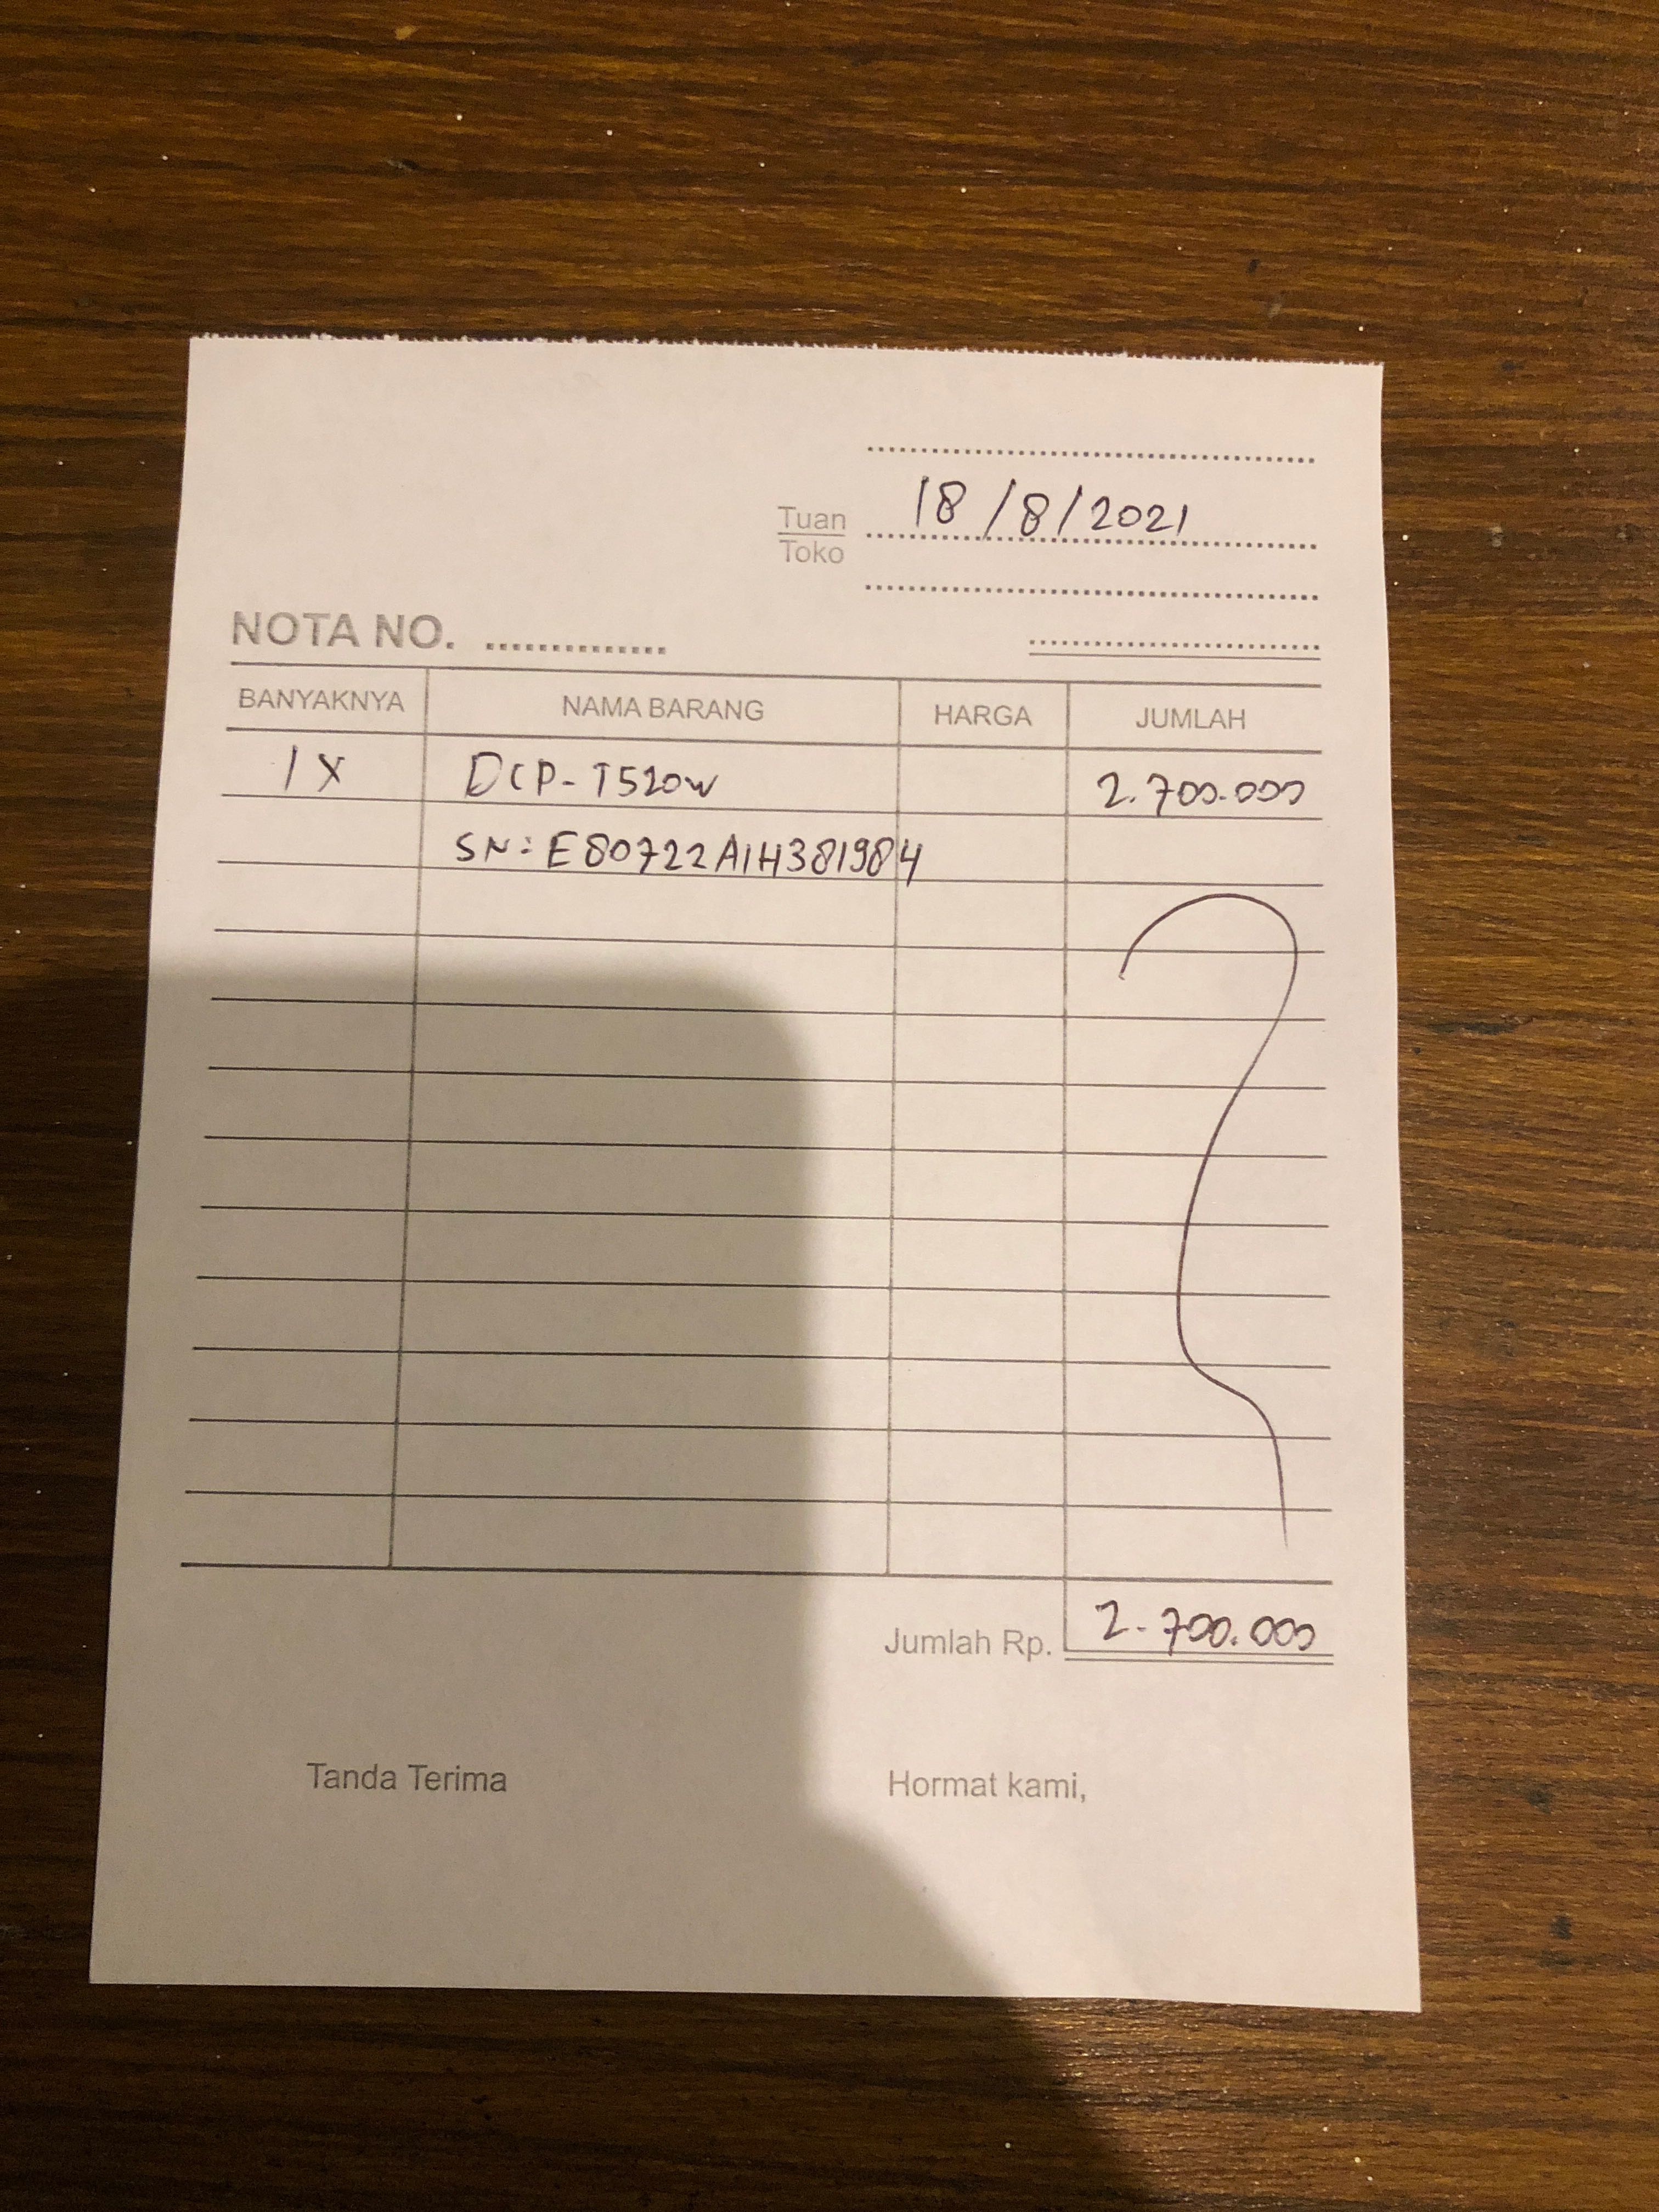 18/8/2021
Tuan
Toko
NOTA NO.
BANYAKNYA NAMA BARANG HARGA JUMLAH
1X DCP-T520W 2.700.000
SN: E80722A1H381984
Jumlah Rp. 2.700.000
Tanda Terima Hormat kami,